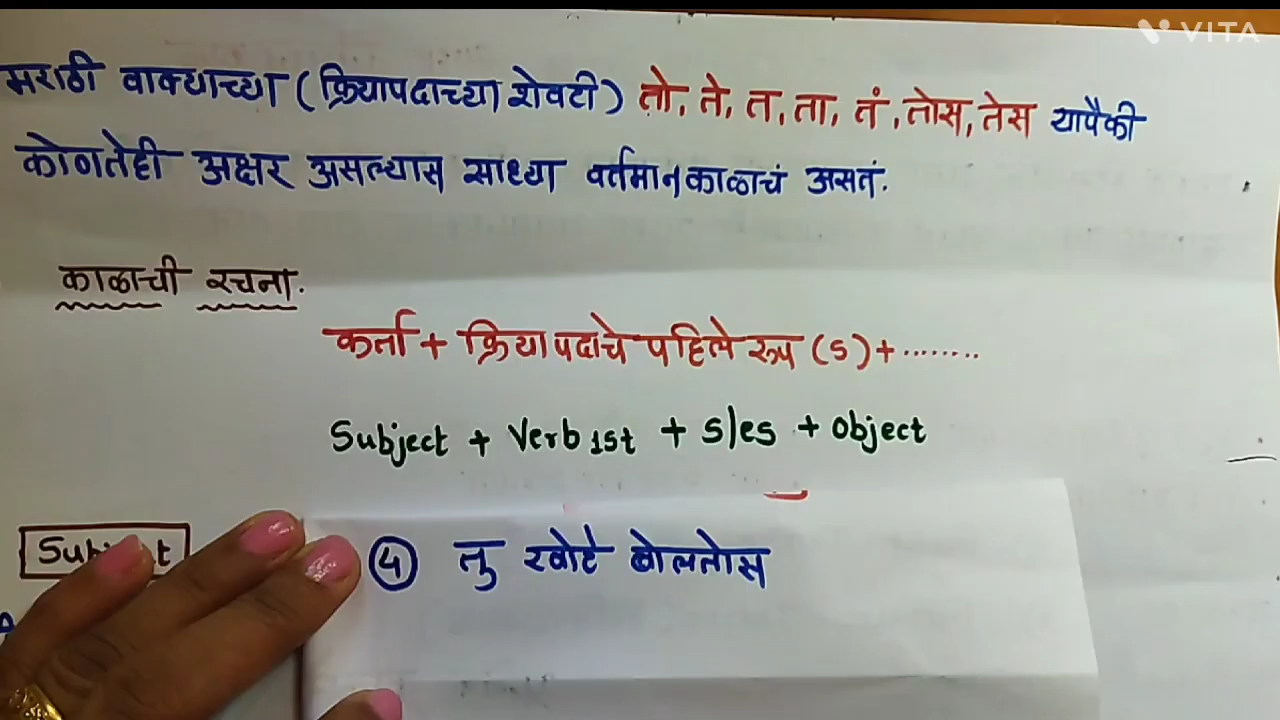 VITA
मराठी वाक्याच्या (क्रियापदाच्या शेवटी) तो, ते, त, ता, तं, तोस, तेस यापैकी
कोणतेही अक्षर असल्यास साध्या वर्तमानकाळाचं असतं.
काळाची रचना.
कर्ता + क्रियापदाचे पहिले रूप (s) + ........
Subject + Verb 1st + s/es + object
④ तु खोटे बोलतोस